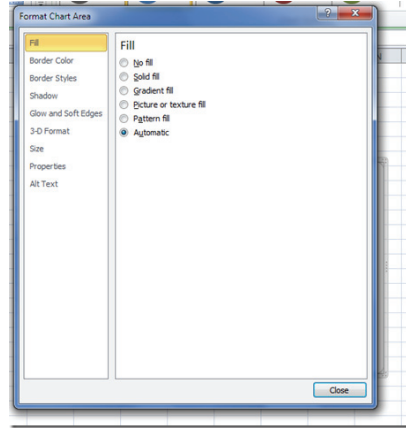 Format Chart Area
Fill
Border Color
Border Styles
Shadow
Glow and Soft Edges
3-D Format
Size
Properties
Alt Text
Fill
No fill
Solid fill
Gradient fill
Picture or texture fill
Pattern fill
Automatic
N
Close